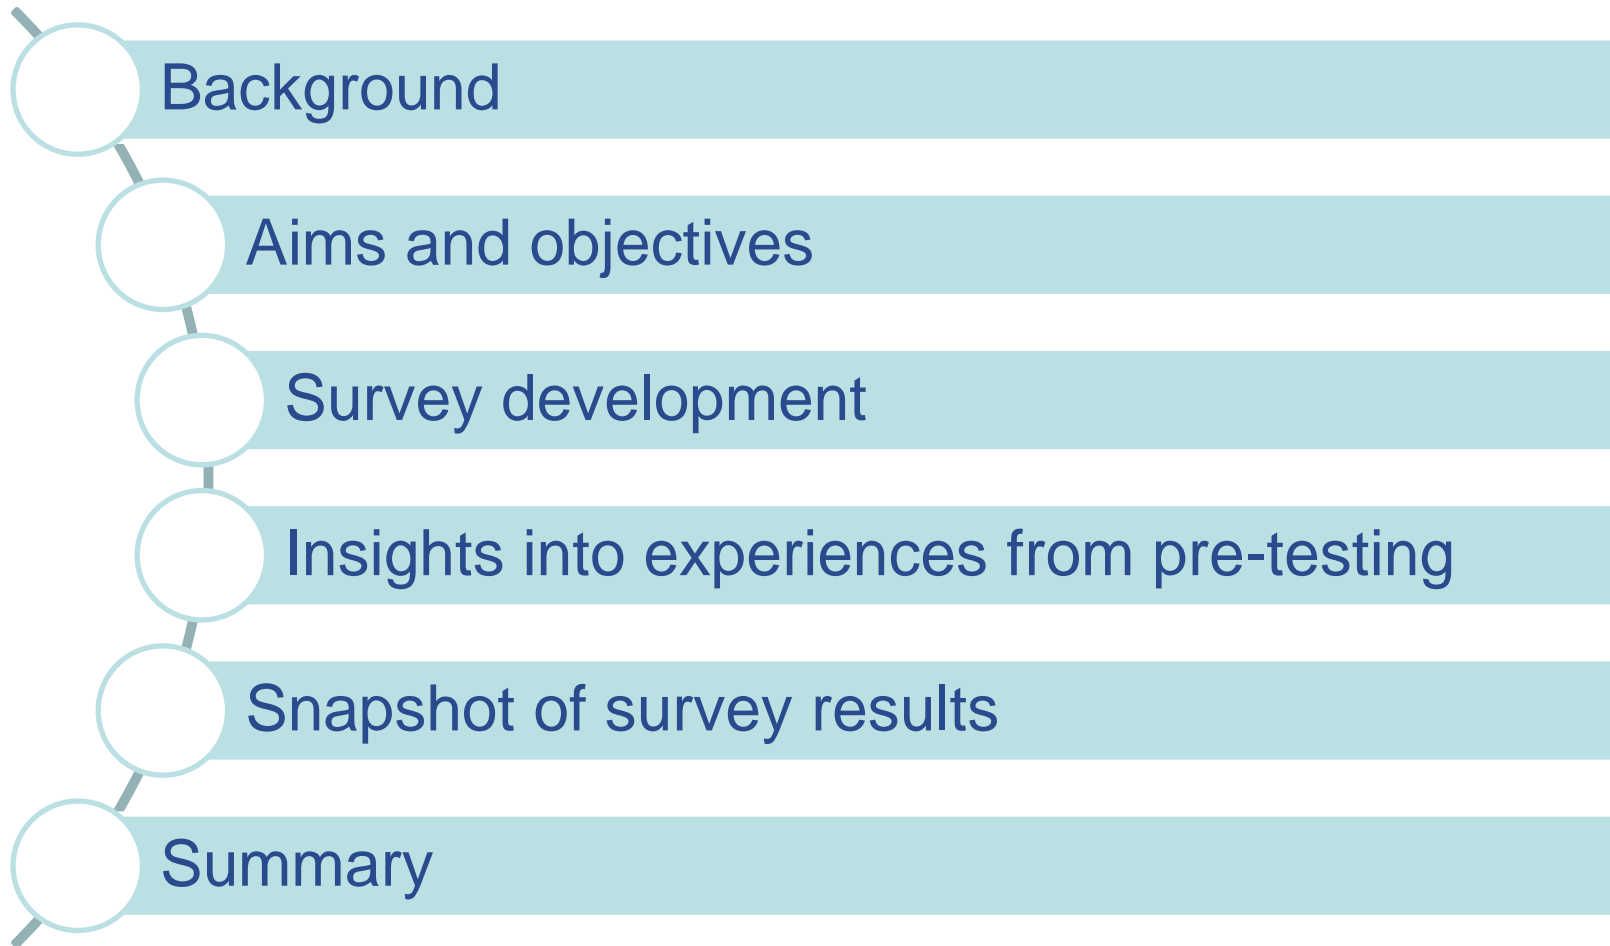 Background
Aims and objectives
Survey development
Insights into experiences from pre-testing
Snapshot of survey results
Summary